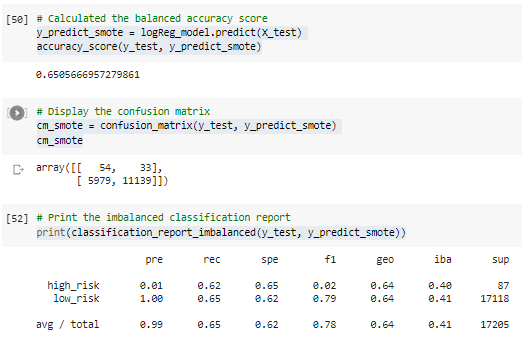 [50] # Calculated the balanced accuracy score
y_predict_smote = logReg_model.predict(X_test)
accuracy_score(y_test, y_predict_smote)
0.6505666957279861
# Display the confusion matrix
cm_smote = confusion_matrix(y_test, y_predict_smote)
cm_smote
array([[ 54, 33],
[ 5979, 11139]])
[52] # Print the imbalanced classification report
print(classification_report_imbalanced(y_test, y_predict_smote))
pre rec spe f1 geo iba sup
high_risk 0.01 0.62 0.65 0.02 0.64 0.40 87
low_risk 1.00 0.65 0.62 0.79 0.64 0.41 17118
avg / total 0.99 0.65 0.62 0.78 0.64 0.41 17205